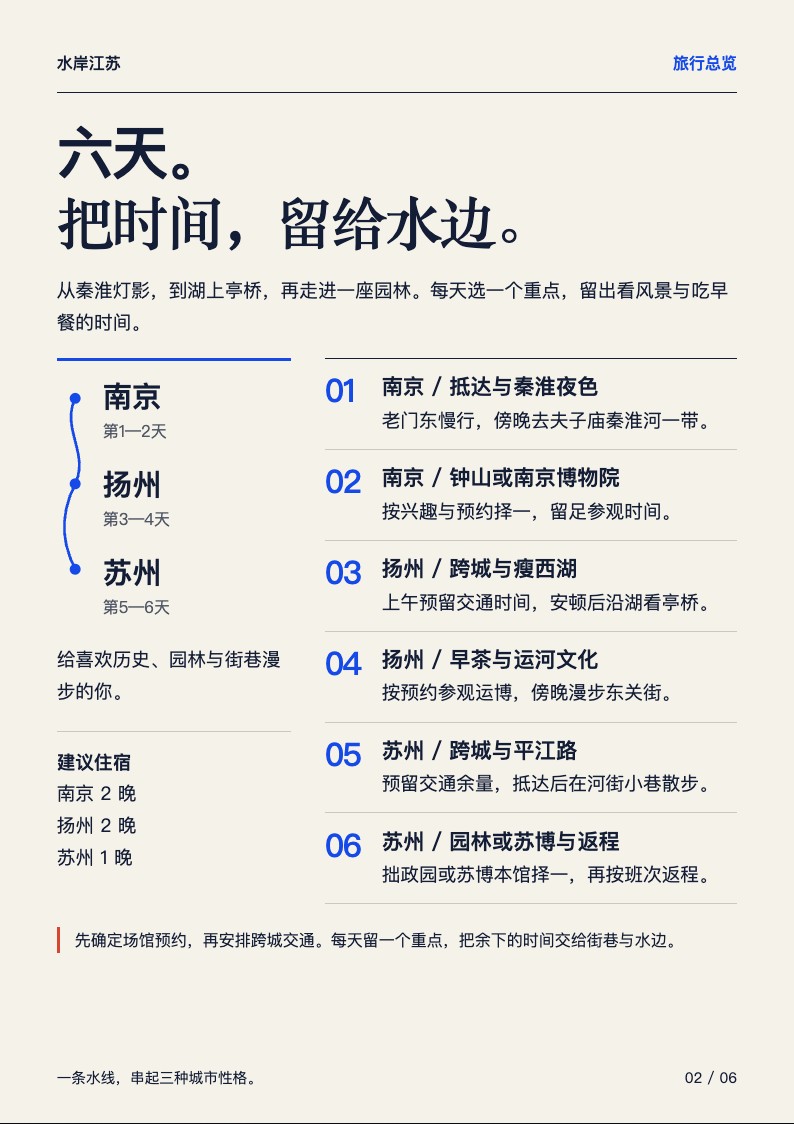 水岸江苏
旅行总览
六天。
把时间，留给水边。
从秦淮灯影，到湖上亭桥，再走进一座园林。每天选一个重点，留出看风景与吃早
餐的时间。
南京
第1—2天
扬州
第3—4天
苏州
第5—6天
给喜欢历史、园林与街巷漫
步的你。
建议住宿
南京 2 晚
扬州 2 晚
苏州 1 晚
01 南京 / 抵达与秦淮夜色
老门东慢行，傍晚去夫子庙秦淮河一带。
02 南京 / 钟山或南京博物院
按兴趣与预约择一，留足参观时间。
03 扬州 / 跨城与瘦西湖
上午预留交通时间，安顿后沿湖看亭桥。
04 扬州 / 早茶与运河文化
按预约参观运博，傍晚漫步东关街。
05 苏州 / 跨城与平江路
预留交通余量，抵达后在河街小巷散步。
06 苏州 / 园林或苏博与返程
拙政园或苏博本馆择一，再按班次返程。
先确定场馆预约，再安排跨城交通。每天留一个重点，把余下的时间交给街巷与水边。
一条水线，串起三种城市性格。
02 / 06